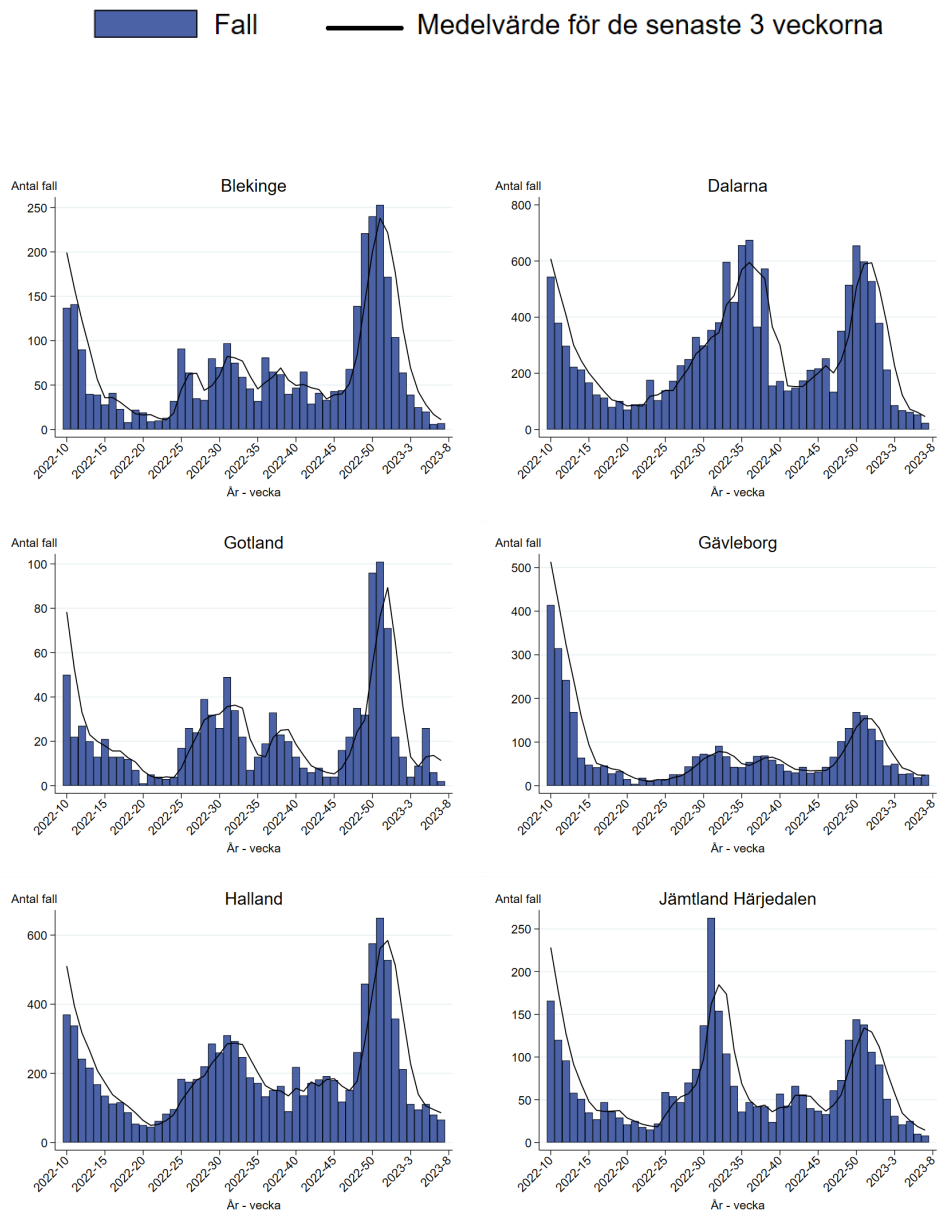 Fall Medelvärde för de senaste 3 veckorna
Antal fall
Blekinge
250
200
150
100
50
0
2022-10 2022-15 2022-20 2022-25 2022-30 2022-35 2022-40 2022-45 2022-50 2023-3 2023-8
År - vecka
Antal fall
Dalarna
800
600
400
200
0
2022-10 2022-15 2022-20 2022-25 2022-30 2022-35 2022-40 2022-45 2022-50 2023-3 2023-8
År - vecka
Antal fall
Gotland
100
80
60
40
20
0
2022-10 2022-15 2022-20 2022-25 2022-30 2022-35 2022-40 2022-45 2022-50 2023-3 2023-8
År - vecka
Antal fall
Gävleborg
500
400
300
200
100
0
2022-10 2022-15 2022-20 2022-25 2022-30 2022-35 2022-40 2022-45 2022-50 2023-3 2023-8
År - vecka
Antal fall
Halland
600
400
200
0
2022-10 2022-15 2022-20 2022-25 2022-30 2022-35 2022-40 2022-45 2022-50 2023-3 2023-8
År - vecka
Antal fall
Jämtland Härjedalen
250
200
150
100
50
0
2022-10 2022-15 2022-20 2022-25 2022-30 2022-35 2022-40 2022-45 2022-50 2023-3 2023-8
År - vecka